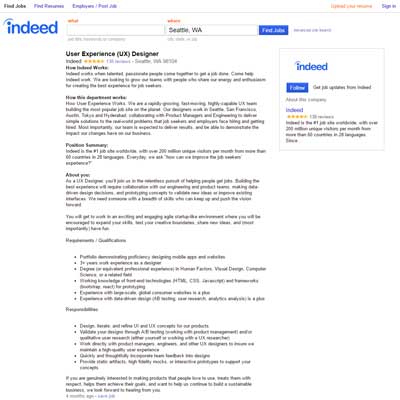 Find Jobs Find Resumes Employers / Post Job Upload your resume Sign in
indeed
what where
Seattle, WA Find Jobs Advanced Job Search
job title, keywords or company city, state, or zip
User Experience (UX) Designer
Indeed 138 reviews - Seattle, WA 98104
How Indeed Works:
Indeed works when talented, passionate people come together to get a job done. Come help
indeed work. We are looking to grow our teams with people who share our energy and enthusiasm
for creating the best experience for job seekers.
How this department works:
How User Experience Works. We are a rapidly-growing, fast-moving, highly-capable UX team
building the most popular job site on the planet. Our designers work in Seattle, San Francisco,
Austin, Tokyo and Hyderabad, collaborating with Product Managers and Engineering to deliver
simple solutions to the real-world problems that job seekers and employers face hiring and getting
hired. Most importantly, our team is expected to deliver results, and be able to demonstrate the
impact our changes have on our business.
Position Summary:
Indeed is the #1 job site worldwide, with over 200 million unique visitors per month from more than
60 countries in 28 languages. Everyday, we ask "how can we improve the job seekers'
experience?"
About you:
As a UX Designer, you'll join us in the relentless pursuit of helping people get jobs. Building the
best experience will require collaboration with our engineering and product teams, making data-
driven design decisions, and prototyping concepts to validate new ideas or improve existing
interfaces. We need someone with a breadth of skills who can keep up and push the vision
forward.
You will get to work in an exciting and engaging agile startup-like environment where you will be
encouraged to expand your skills, test your creative boundaries, share new ideas, and (most
importantly) have fun.
Requirements / Qualifications
Portfolio demonstrating proficiency designing mobile apps and websites
3+ years work experience as a designer
Degree (or equivalent professional experience) in Human Factors, Visual Design, Computer
Science, or a related field
Working knowledge of front-end technologies (HTML, CSS, Javascript) and frameworks
(bootstrap, react) for prototyping
Experience with large-scale, global consumer websites is a plus
Experience with data-driven design (AB testing, user research, analytics analysis) is a plus
Responsibilities
Design, iterate, and refine UI and UX concepts for our products.
Validate your designs through A/B testing (working with product management) and/or
qualitative user research (either yourself or working with a UX researcher)
Work directly with product managers, engineers, and other UX designers to insure we
maintain a high-quality user experience
Quickly and thoughtfully incorporate team feedback into designs
Provide static artifacts, high fidelity mocks, or interactive prototypes to support your
concepts.
If you are genuinely interested in making products that people love to use, treats them with
respect, helps them achieve their goals, and want to help us continue to build a sustainable
business, we look forward to hearing from you.
4 months ago - save job
indeed
Follow Get job updates from Indeed
About this company
Indeed
138 reviews
Indeed is the #1 job site worldwide, with over
200 million unique visitors per month from
more than 60 countries in 28 languages.
Since...